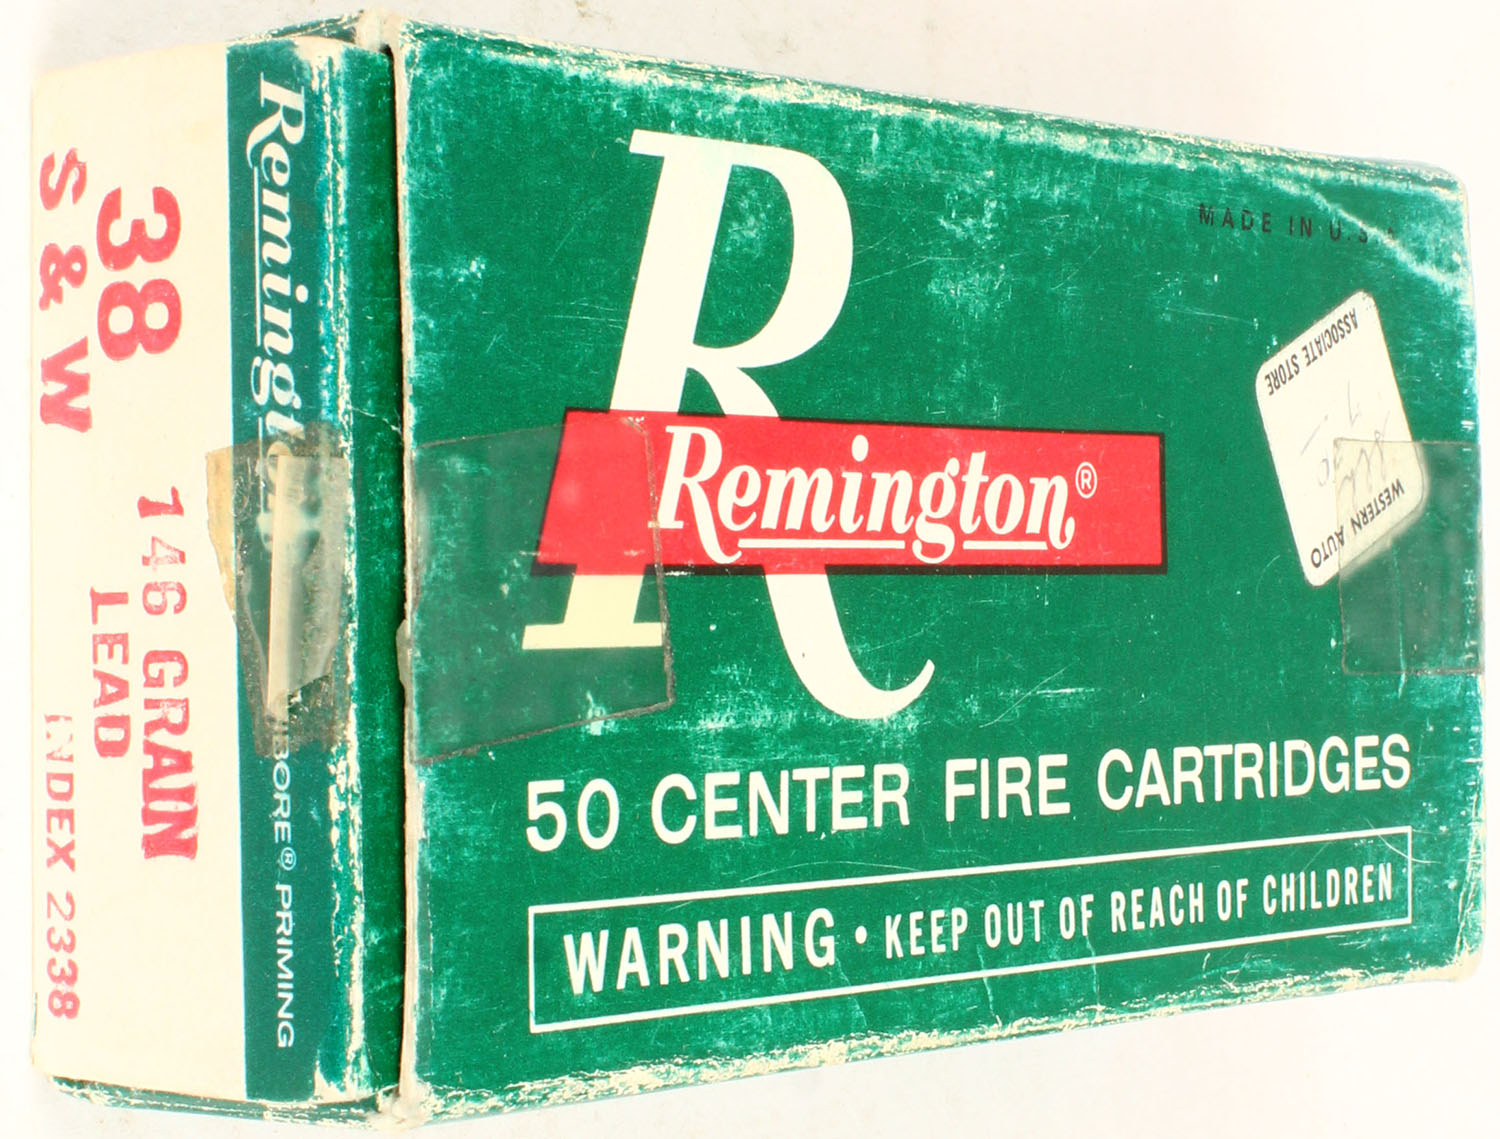 38
S & W
146 GRAIN
LEAD
INDEX 2338
Remington
BORE® PRIMING
MADE IN U.S.A.
ASSOCIATE STORE
WESTERN AUTO
Remington®
50 CENTER FIRE CARTRIDGES
WARNING • KEEP OUT OF REACH OF CHILDREN